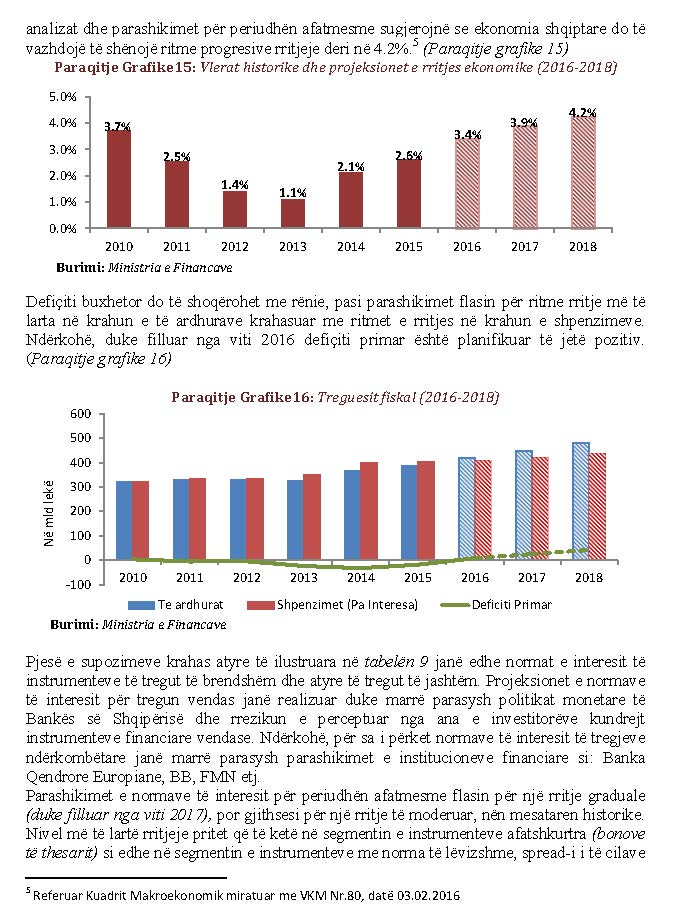 analizat dhe parashikimet për periudhën afatmesme sugjerojnë se ekonomia shqiptare do të
vazhdojë të shënojë ritme progresive rritjeje deri në 4.2%.⁵ (Paraqitje grafike 15)
Paraqitje Grafike15: Vlerat historike dhe projeksionet e rritjes ekonomike (2016-2018)
5.0%
4.0%
3.0%
2.0%
1.0%
0.0%
3.7%
2.5%
1.4%
1.1%
2.1%
2.6%
3.4%
3.9%
4.2%
2010 2011 2012 2013 2014 2015 2016 2017 2018
Burimi: Ministria e Financave
Defiçiti buxhetor do të shoqërohet me rënie, pasi parashikimet flasin për ritme rritje më të
larta në krahun e të ardhurave krahasuar me ritmet e rritjes në krahun e shpenzimeve.
Ndërkohë, duke filluar nga viti 2016 defiçiti primar është planifikuar të jetë pozitiv.
(Paraqitje grafike 16)
Paraqitje Grafike16: Treguesit fiskal (2016-2018)
Në mld lekë
600
500
400
300
200
100
0
-100
2010 2011 2012 2013 2014 2015 2016 2017 2018
Te ardhurat Shpenzimet (Pa Interesa) Deficiti Primar
Burimi: Ministria e Financave
Pjesë e supozimeve krahas atyre të ilustruara në tabelën 9 janë edhe normat e interesit të
instrumenteve të tregut të brendshëm dhe atyre të tregut të jashtëm. Projeksionet e normave
të interesit për tregun vendas janë realizuar duke marrë parasysh politikat monetare të
Bankës së Shqipërisë dhe rrezikun e perceptuar nga ana e investitorëve kundrejt
instrumenteve financiare vendase. Ndërkohë, për sa i përket normave të interesit të tregjeve
ndërkombëtare janë marrë parasysh parashikimet e institucioneve financiare si: Banka
Qendrore Europiane, BB, FMN etj.
Parashikimet e normave të interesit për periudhën afatmesme flasin për një rritje graduale
(duke filluar nga viti 2017), por gjithsesi për një rritje të moderuar, nën mesataren historike.
Nivel më të lartë rritjeje pritet që të ketë në segmentin e instrumenteve afatshkurtra (bonove
të thesarit) si edhe në segmentin e instrumenteve me norma të lëvizshme, spread-i i të cilave
⁵ Referuar Kuadrit Makroekonomik miratuar me VKM Nr.80, datë 03.02.2016